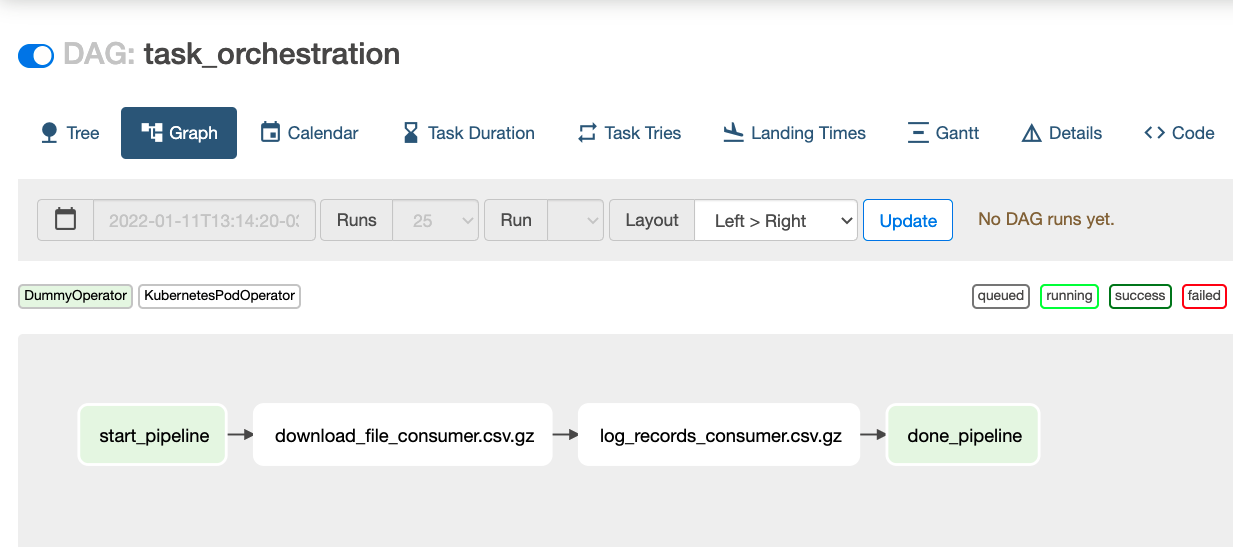 DAG: task_orchestration
Tree Graph Calendar Task Duration Task Tries Landing Times Gantt Details Code
2022-01-11T13:14:20-03 Runs 25 Run Layout Left > Right Update No DAG runs yet.
DummyOperator KubernetesPodOperator queued running success failed
start_pipeline download_file_consumer.csv.gz log_records_consumer.csv.gz done_pipeline